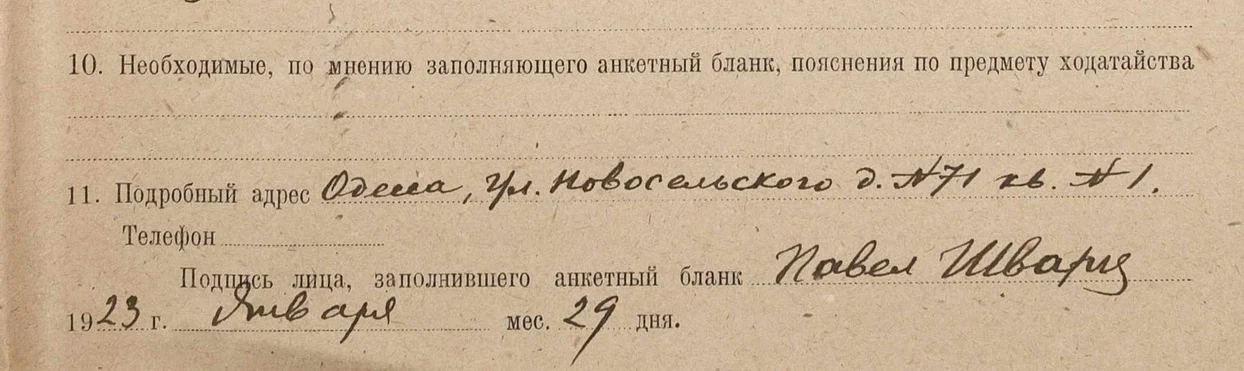 10. Необходимые, по мнению заполняющего анкетный бланк, пояснения по предмету ходатайства
11. Подробный адрес Одесса, ул. Новосельского д. №71 кв. №1.
Телефон
Подпись лица, заполнившего анкетный бланк Павел Шварц
1923 г. Января мес. 29 дня.